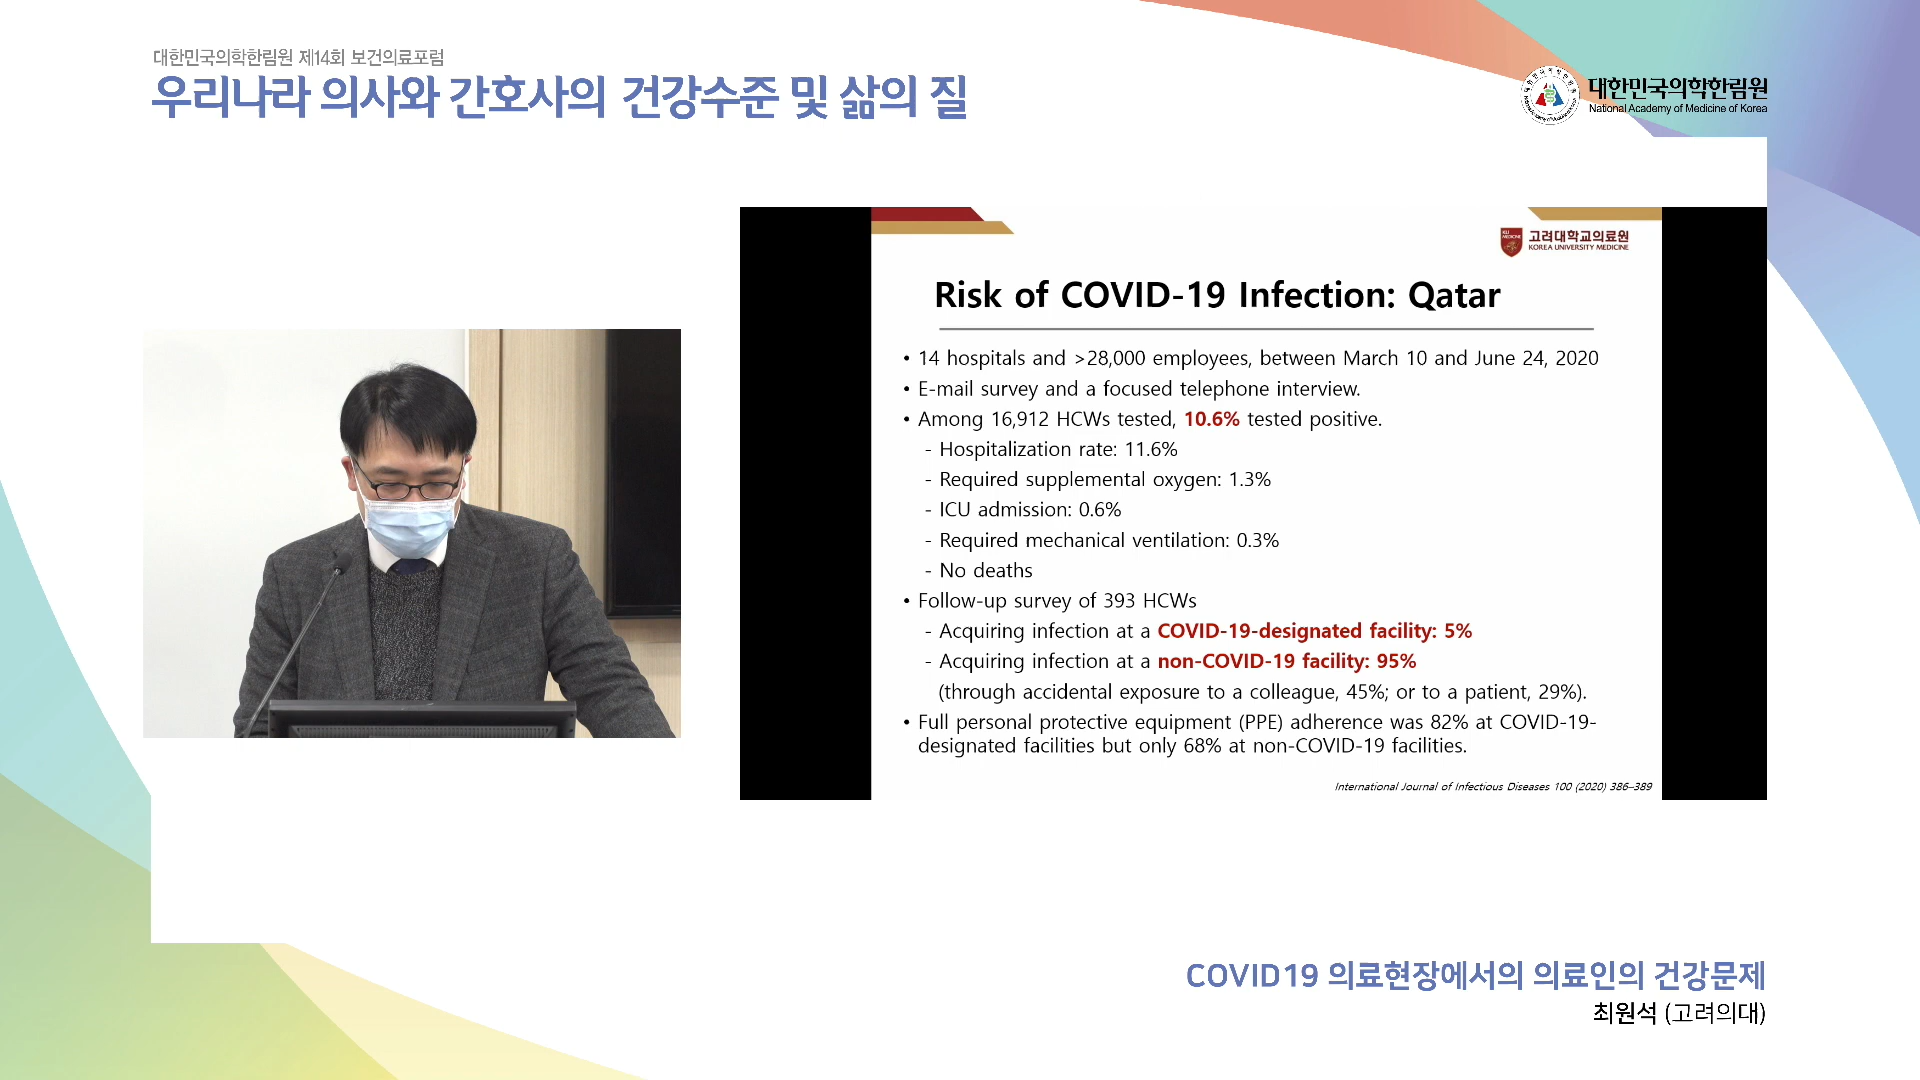 대한민국의학한림원 제14회 보건의료포럼
우리나라 의사와 간호사의 건강수준 및 삶의 질
대한민국의학한림원
National Academy of Medicine of Korea
KU MEDICINE
고려대학교의료원
KOREA UNIVERSITY MEDICINE
Risk of COVID-19 Infection: Qatar
• 14 hospitals and >28,000 employees, between March 10 and June 24, 2020
• E-mail survey and a focused telephone interview.
• Among 16,912 HCWs tested, 10.6% tested positive.
- Hospitalization rate: 11.6%
- Required supplemental oxygen: 1.3%
- ICU admission: 0.6%
- Required mechanical ventilation: 0.3%
- No deaths
• Follow-up survey of 393 HCWs
- Acquiring infection at a COVID-19-designated facility: 5%
- Acquiring infection at a non-COVID-19 facility: 95%
(through accidental exposure to a colleague, 45%; or to a patient, 29%).
• Full personal protective equipment (PPE) adherence was 82% at COVID-19-
designated facilities but only 68% at non-COVID-19 facilities.
International Journal of Infectious Diseases 100 (2020) 386–389
COVID19 의료현장에서의 의료인의 건강문제
최원석 (고려의대)